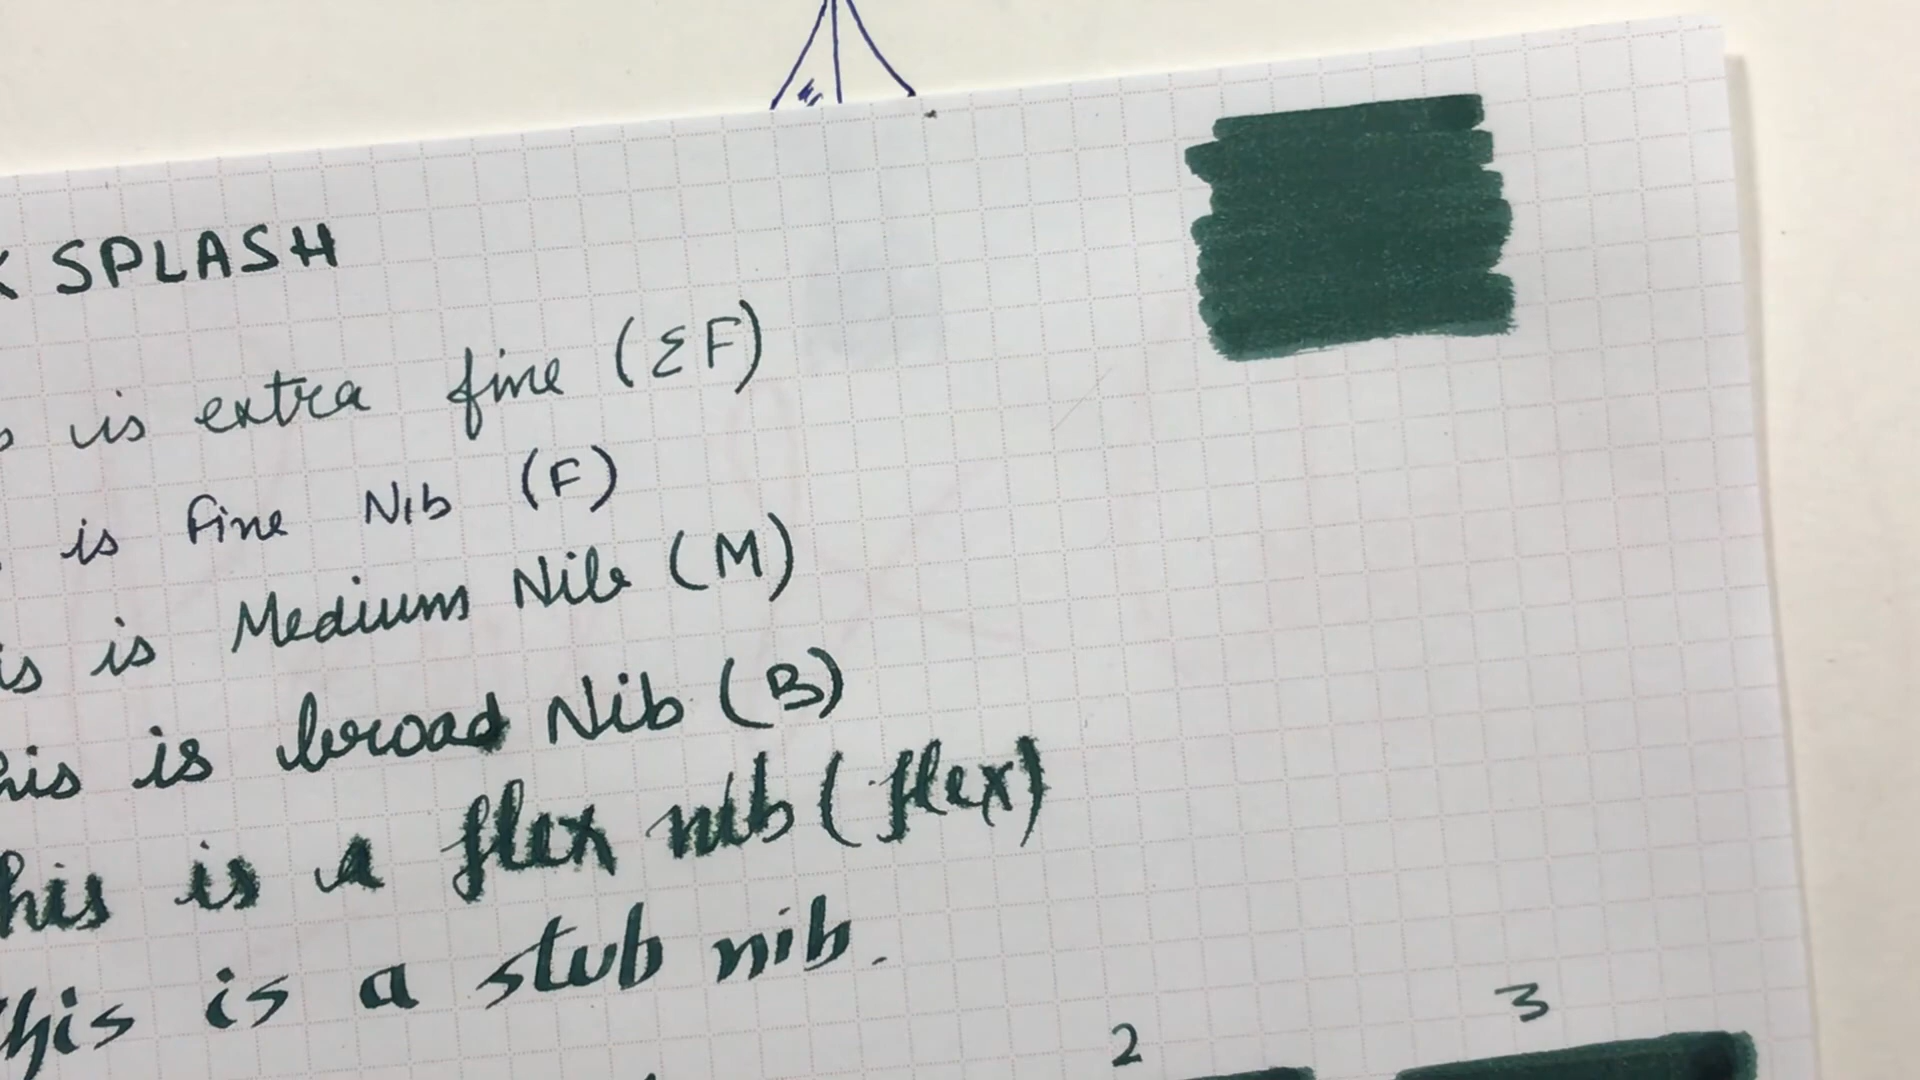 SPLASH
is extra fine (EF)
is Fine Nib (F)
is Medium Nib (M)
his is broad Nib (B)
his is a flex nib (flex)
this is a stub nib.
2 3